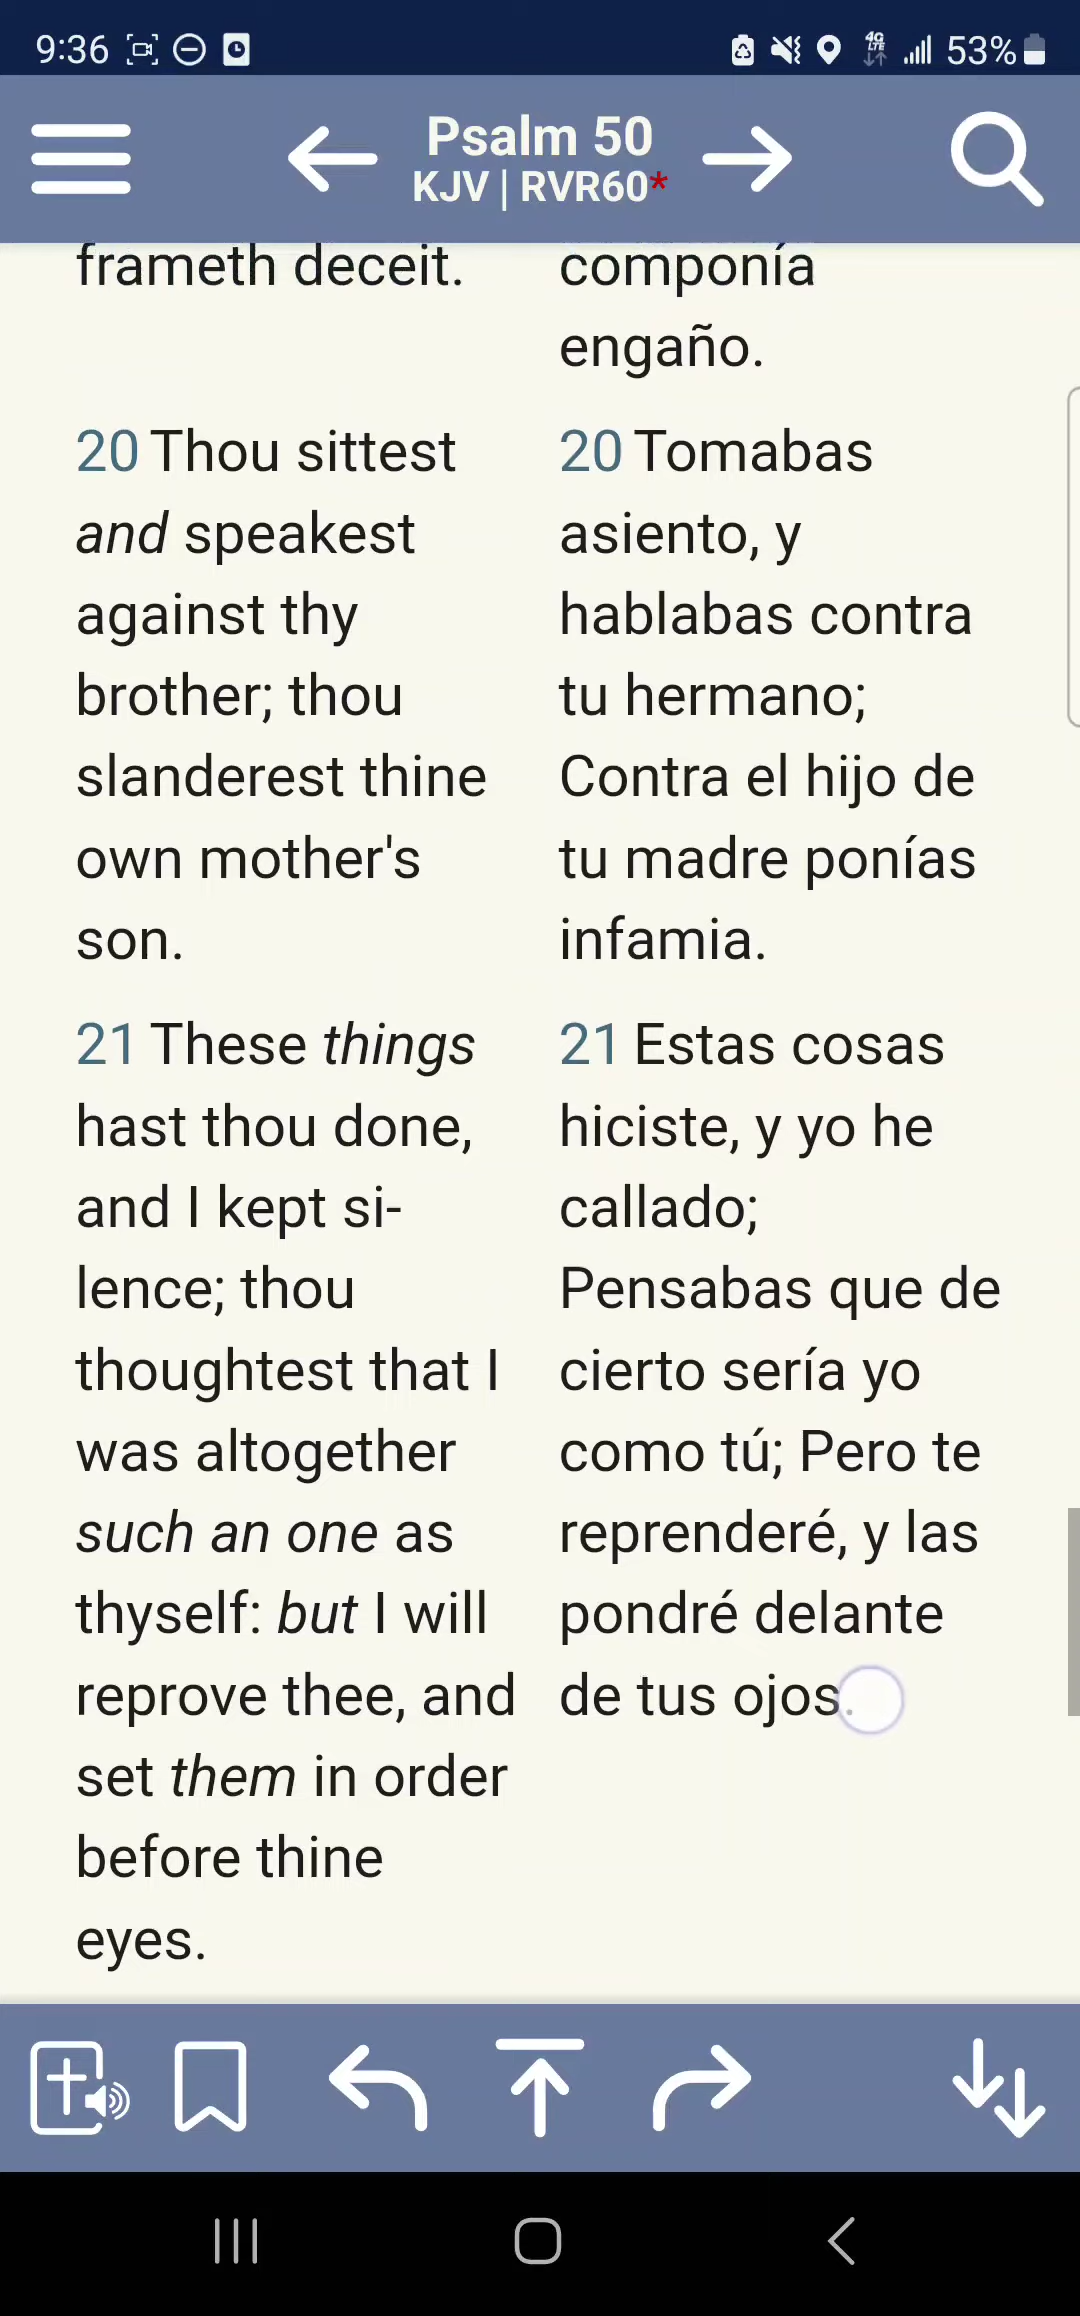 9:36
4G LTE
53%
Psalm 50
KJV | RVR60*
frameth deceit.
20 Thou sittest
and speakest
against thy
brother; thou
slanderest thine
own mother's
son.
21 These things
hast thou done,
and I kept si-
lence; thou
thoughtest that I
was altogether
such an one as
thyself: but I will
reprove thee, and
set them in order
before thine
eyes.
componía
engaño.
20 Tomabas
asiento, y
hablabas contra
tu hermano;
Contra el hijo de
tu madre ponías
infamia.
21 Estas cosas
hiciste, y yo he
callado;
Pensabas que de
cierto sería yo
como tú; Pero te
reprenderé, y las
pondré delante
de tus ojos.